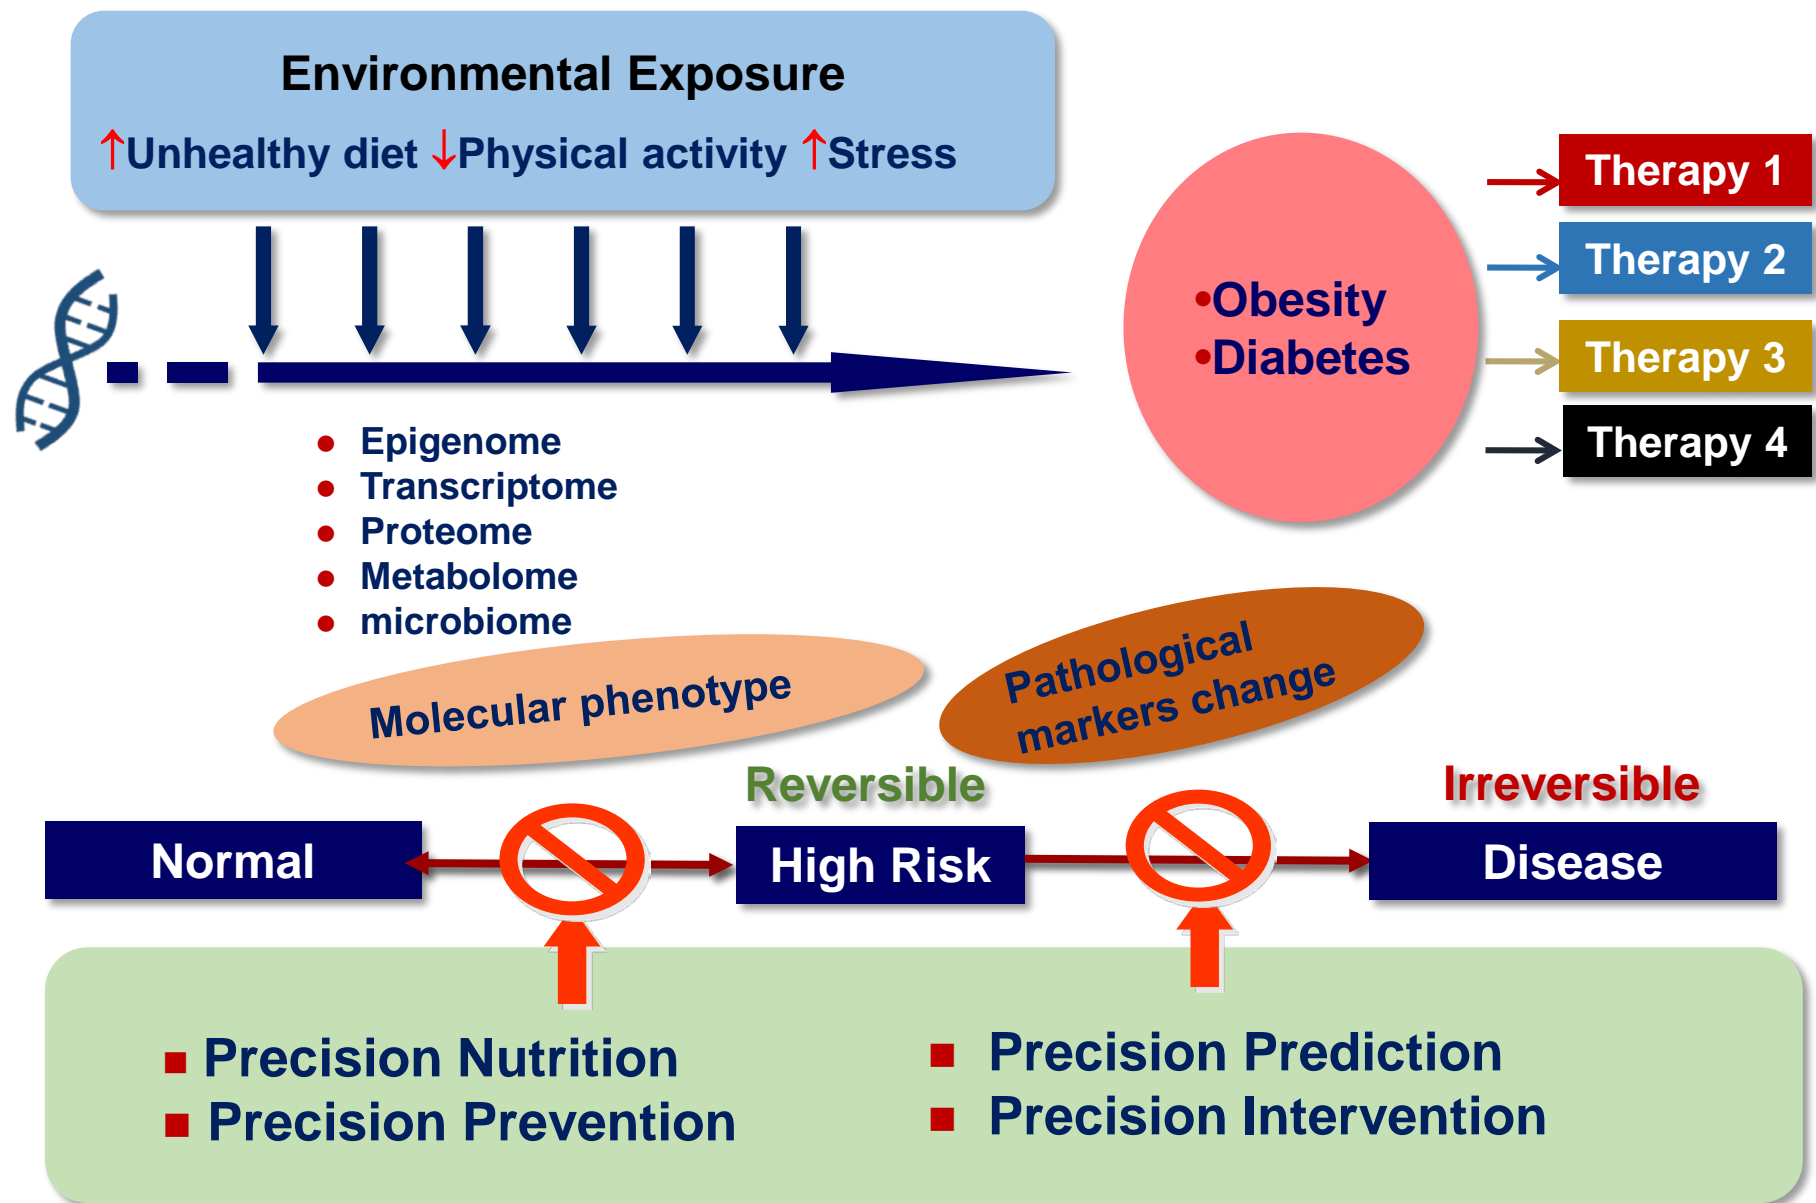 Environmental Exposure
↑Unhealthy diet ↓Physical activity ↑Stress
Therapy 1
Therapy 2
Therapy 3
Therapy 4
•Obesity
•Diabetes
● Epigenome
● Transcriptome
● Proteome
● Metabolome
● microbiome
Molecular phenotype
Pathological
markers change
Reversible
Irreversible
Normal
High Risk
Disease
■ Precision Nutrition
■ Precision Prevention
■ Precision Prediction
■ Precision Intervention